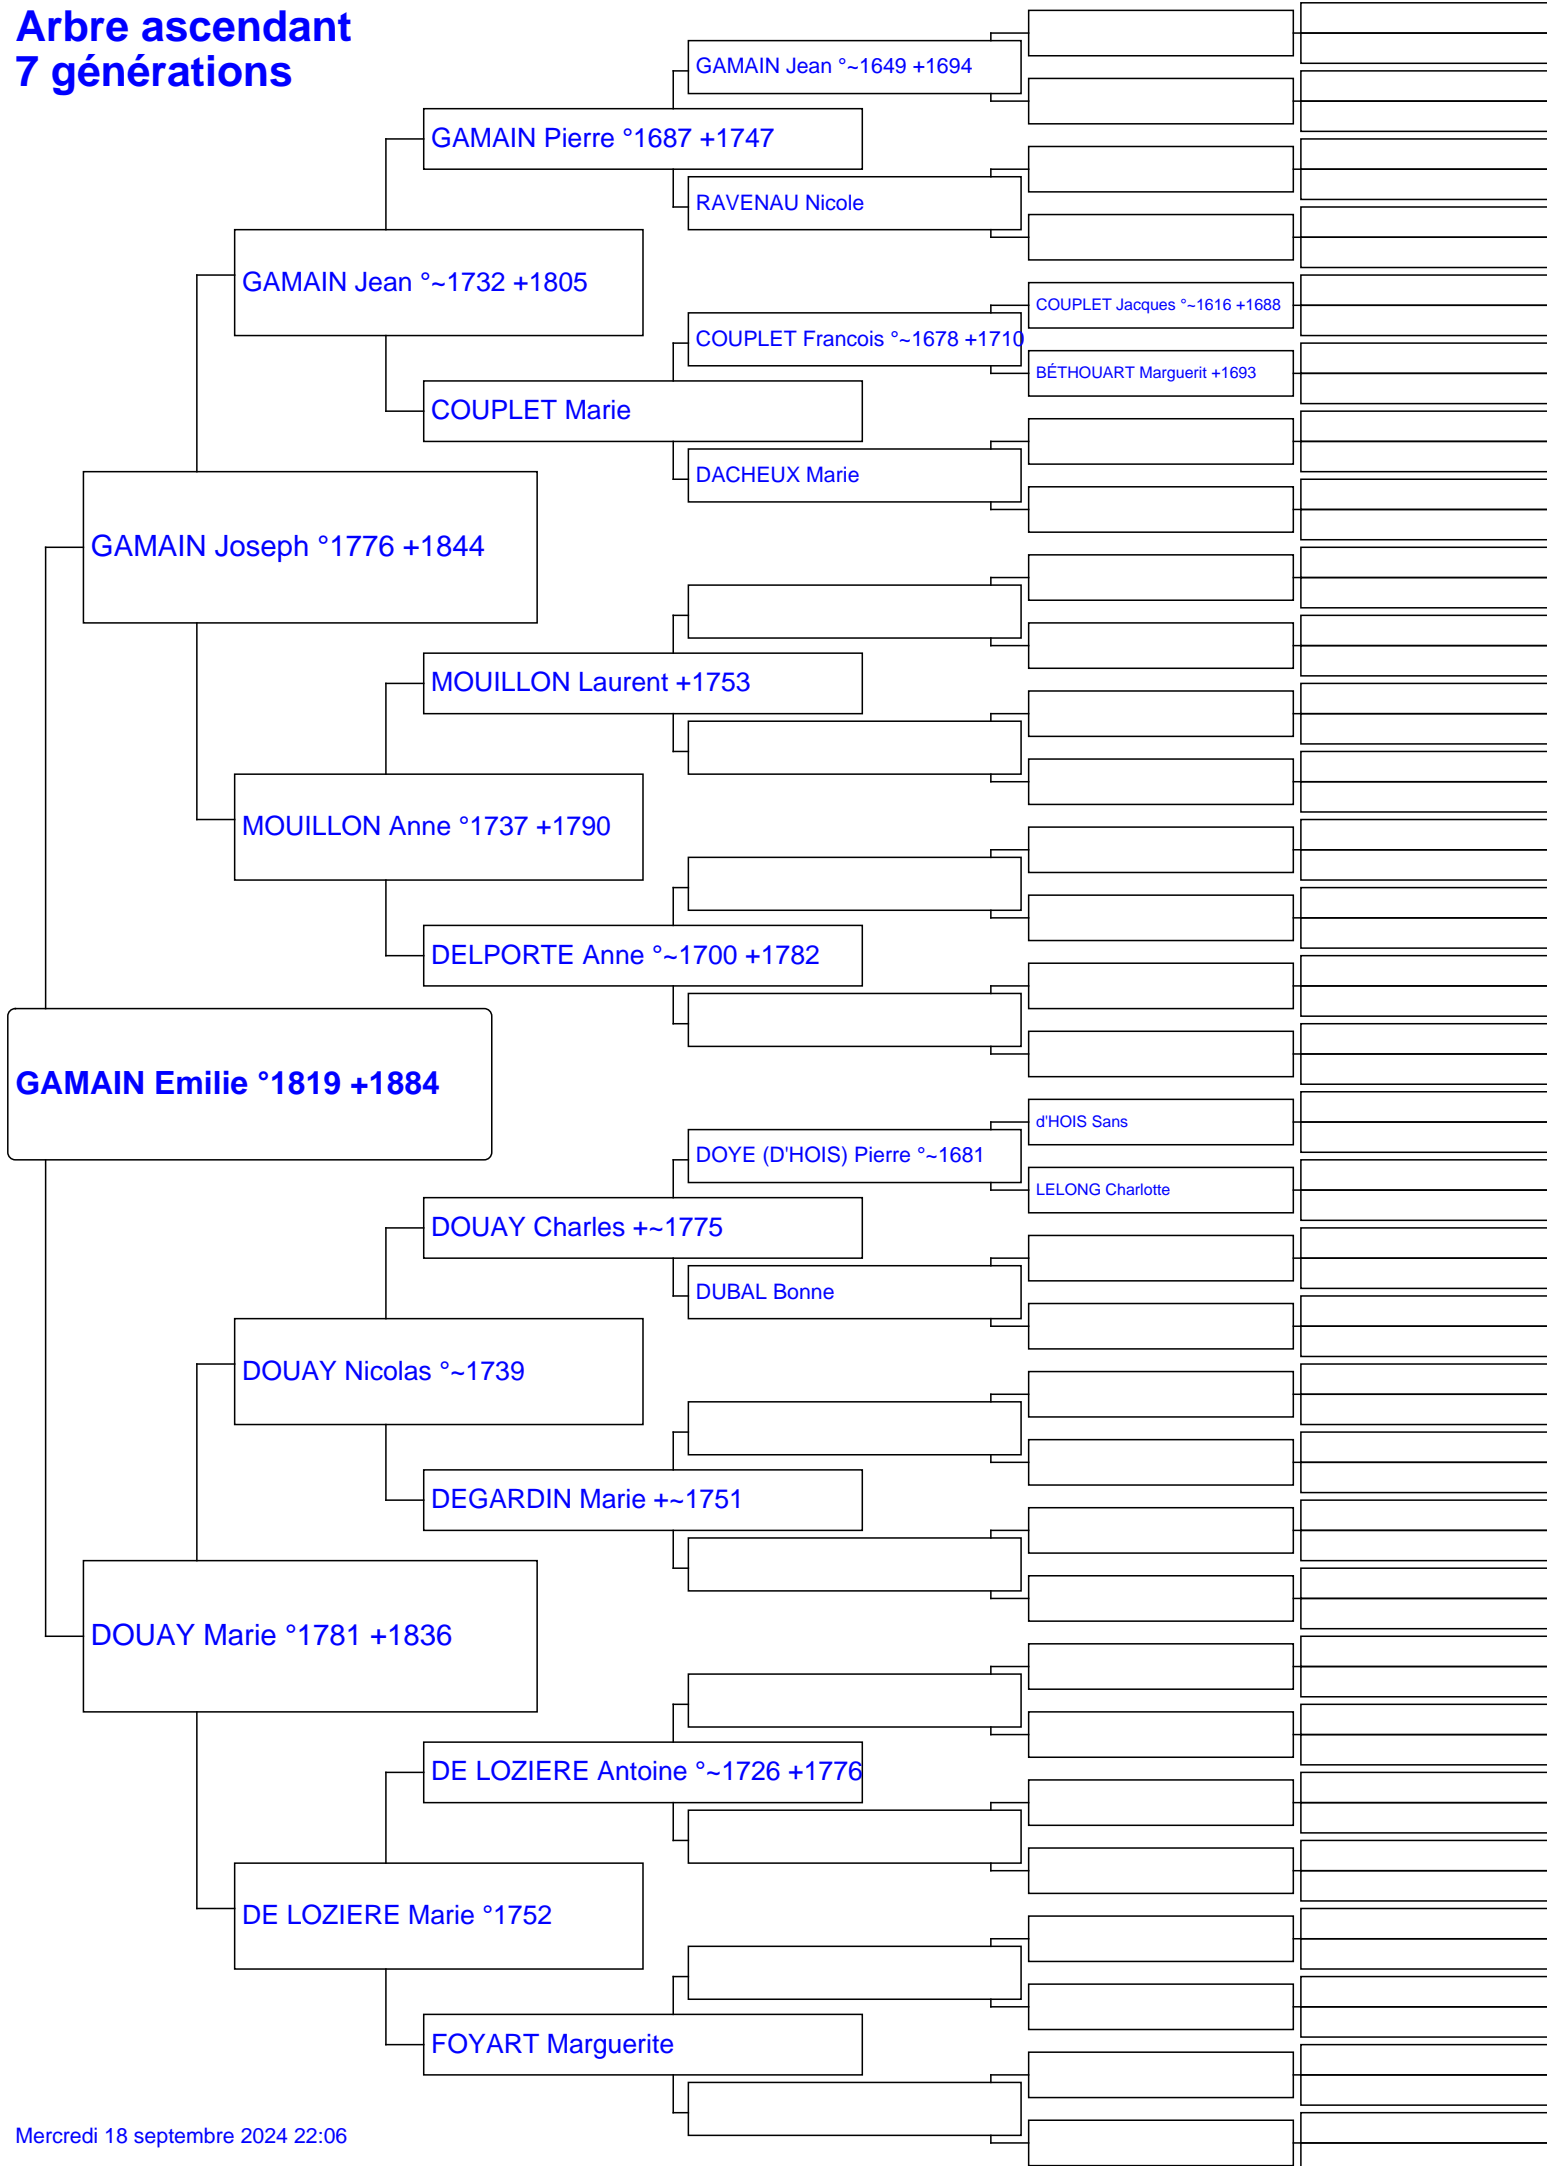 Arbre ascendant
7 générations
GAMAIN Jean °~1649 +1694
GAMAIN Pierre °1687 +1747
RAVENAU Nicole
GAMAIN Jean °~1732 +1805
COUPLET Jacques °~1616 +1688
COUPLET Francois °~1678 +1710
BÉTHOUART Marguerit +1693
COUPLET Marie
DACHEUX Marie
GAMAIN Joseph °1776 +1844
MOUILLON Laurent +1753
MOUILLON Anne °1737 +1790
DELPORTE Anne °~1700 +1782
GAMAIN Emilie °1819 +1884
d'HOIS Sans
DOYE (D'HOIS) Pierre °~1681
LELONG Charlotte
DOUAY Charles +~1775
DUBAL Bonne
DOUAY Nicolas °~1739
DEGARDIN Marie +~1751
DOUAY Marie °1781 +1836
DE LOZIERE Antoine °~1726 +1776
DE LOZIERE Marie °1752
FOYART Marguerite
Mercredi 18 septembre 2024 22:06